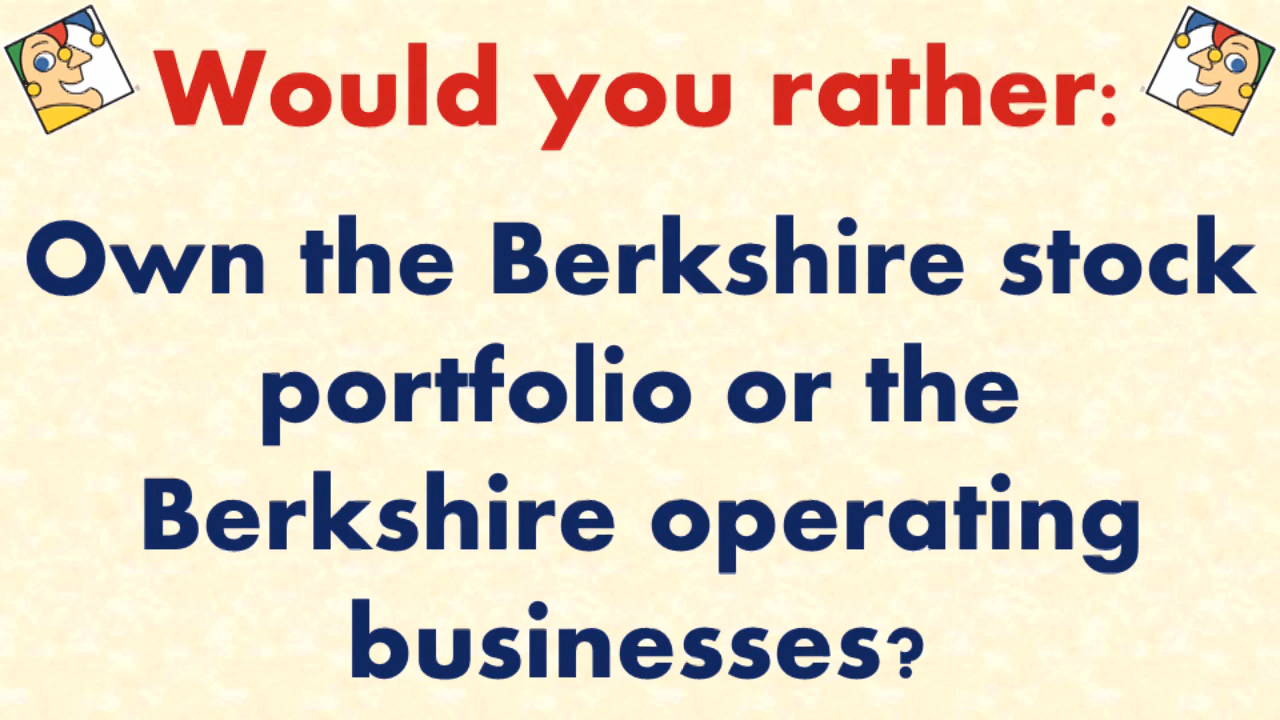 Would you rather:
Own the Berkshire stock
portfolio or the
Berkshire operating
businesses?